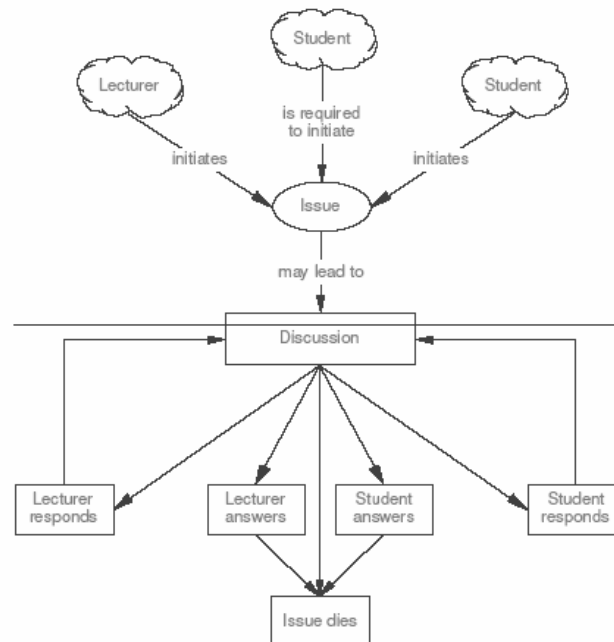 Student
Lecturer
Student
is required
to initiate
initiates
initiates
Issue
may lead to
Discussion
Lecturer
responds
Lecturer
answers
Student
answers
Student
responds
Issue dies